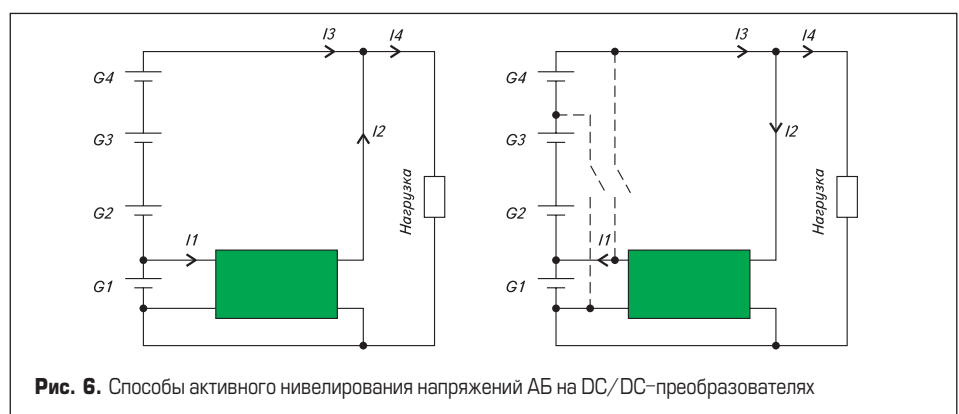 I3
I4
G4
G3
I2
G2
Нагрузка
I1
G1
I3
I4
G4
G3
I2
G2
Нагрузка
I1
G1
Рис. 6. Способы активного нивелирования напряжений АБ на DC/DC-преобразователях